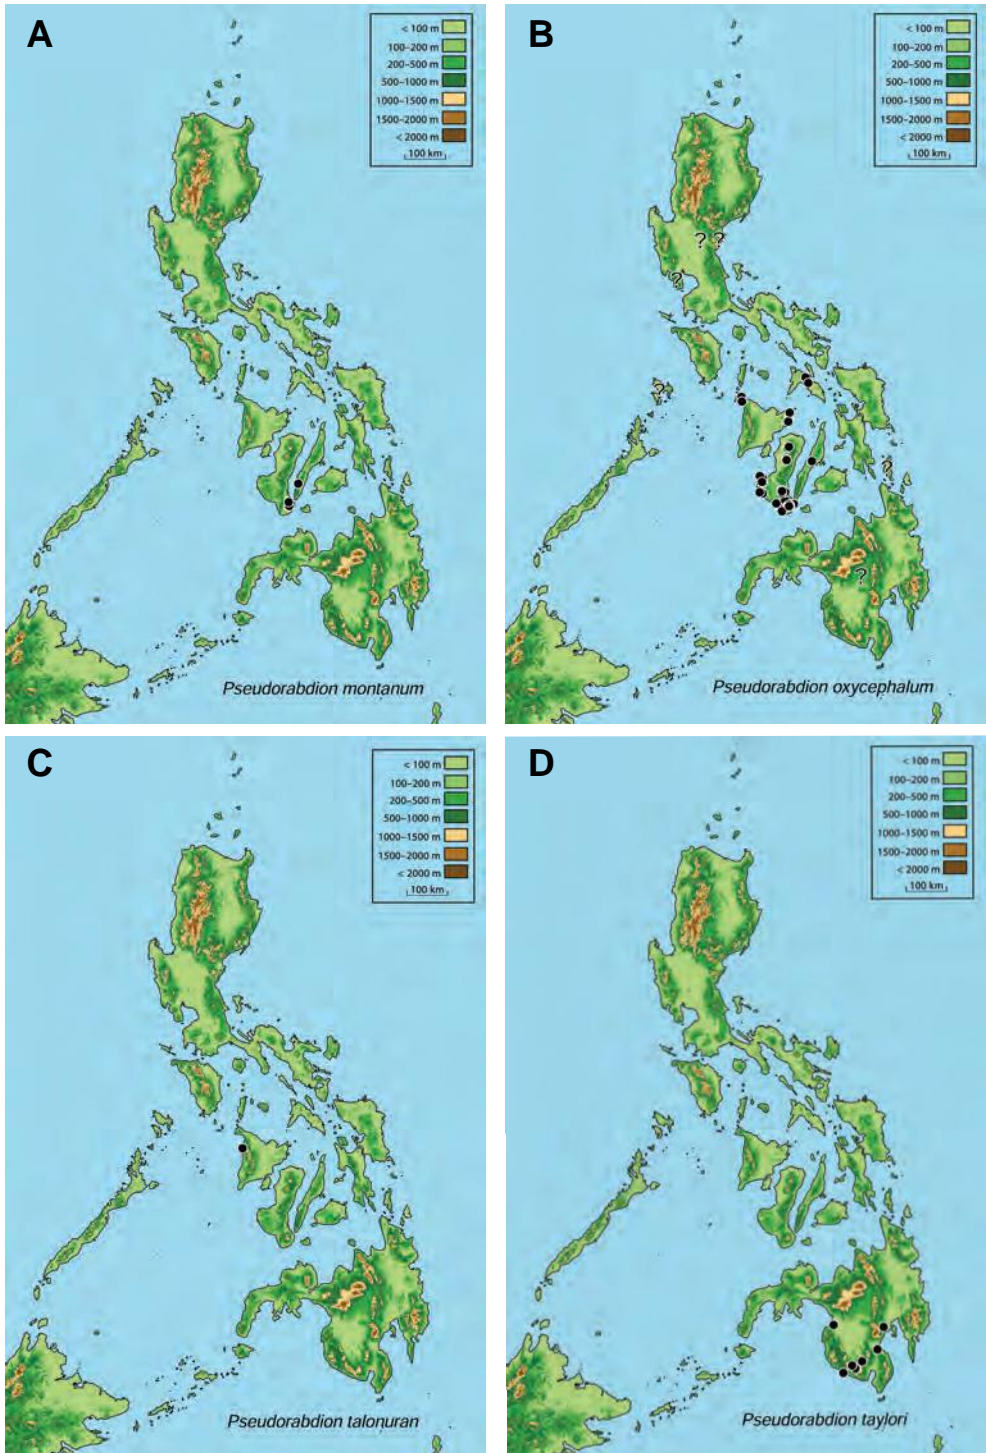 A
< 100 m
100–200 m
200–500 m
500–1000 m
1000–1500 m
1500–2000 m
< 2000 m
100 km
Pseudorabdion montanum
B
< 100 m
100–200 m
200–500 m
500–1000 m
1000–1500 m
1500–2000 m
< 2000 m
100 km
? ?
?
?
?
?
Pseudorabdion oxycephalum
C
< 100 m
100–200 m
200–500 m
500–1000 m
1000–1500 m
1500–2000 m
< 2000 m
100 km
Pseudorabdion talonuran
D
< 100 m
100–200 m
200–500 m
500–1000 m
1000–1500 m
1500–2000 m
< 2000 m
100 km
Pseudorabdion taylori